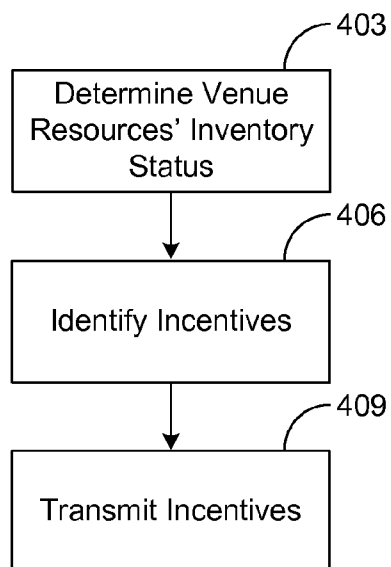 403
Determine Venue
Resources' Inventory
Status
406
Identify Incentives
409
Transmit Incentives